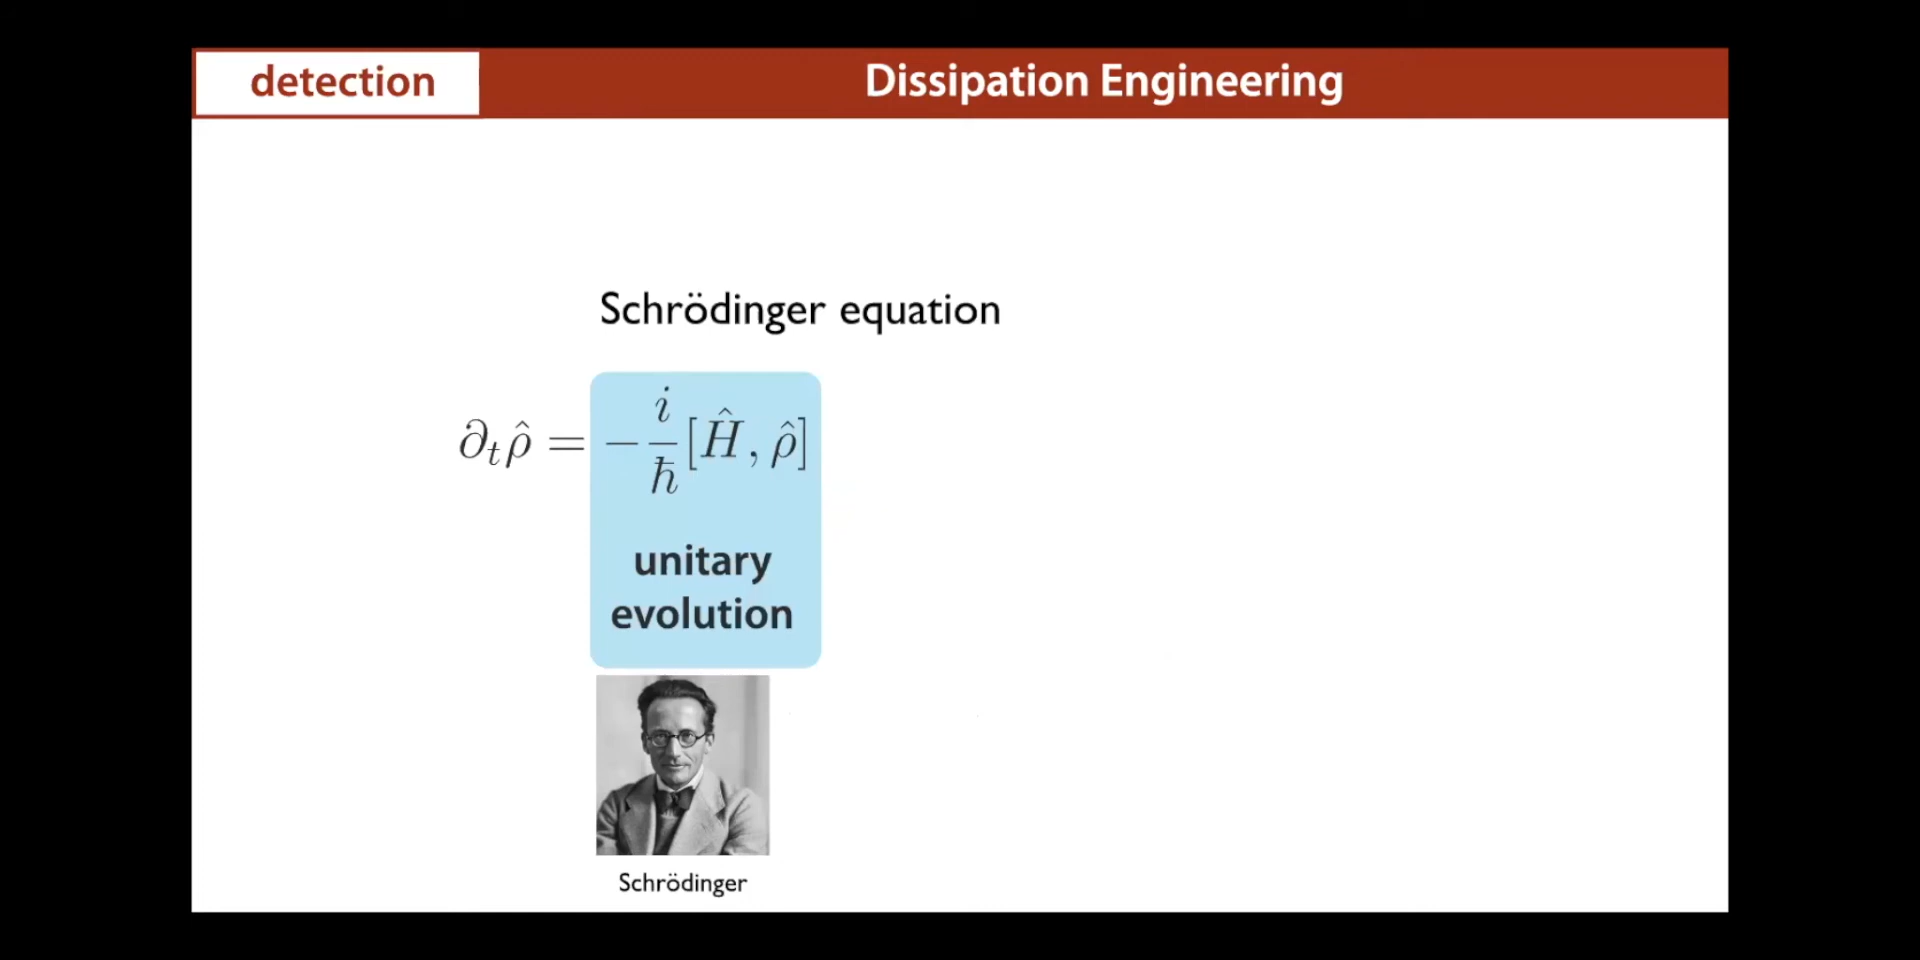 detection
Dissipation Engineering
Schrödinger equation
∂ₜρ̂ = −i/ħ[Ĥ, ρ̂]
unitary
evolution
Schrödinger